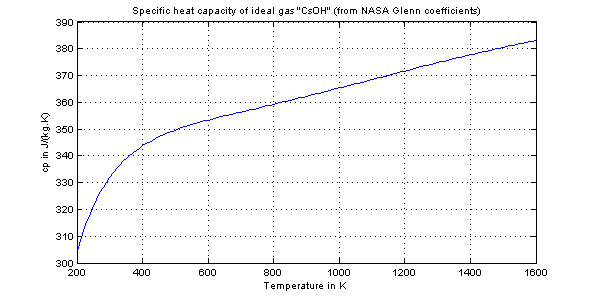 Specific heat capacity of ideal gas "CsOH" (from NASA Glenn coefficients)
cp in J/(kg.K)
390
380
370
360
350
340
330
320
310
300
200 400 600 800 1000 1200 1400 1600
Temperature in K